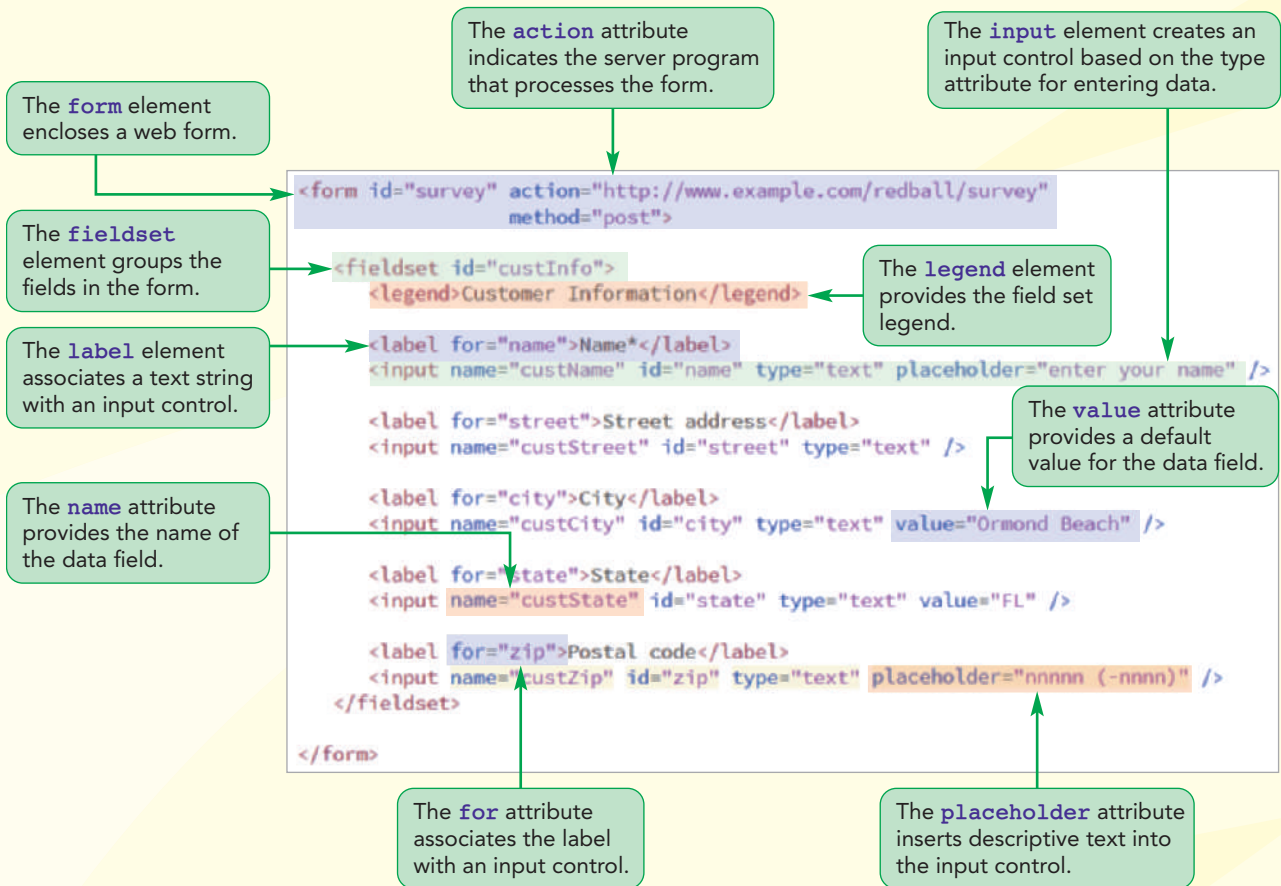 The action attribute
indicates the server program
that processes the form.
The input element creates an
input control based on the type
attribute for entering data.
The form element
encloses a web form.
<form id="survey" action="http://www.example.com/redball/survey"
method="post">
The fieldset
element groups the
fields in the form.
<fieldset id="custInfo">
<legend>Customer Information</legend>
The legend element
provides the field set
legend.
The label element
associates a text string
with an input control.
<label for="name">Name*</label>
<input name="custName" id="name" type="text" placeholder="enter your name" />
<label for="street">Street address</label>
<input name="custStreet" id="street" type="text" />
The value attribute
provides a default
value for the data field.
<label for="city">City</label>
<input name="custCity" id="city" type="text" value="Ormond Beach" />
The name attribute
provides the name of
the data field.
<label for="state">State</label>
<input name="custState" id="state" type="text" value="FL" />
<label for="zip">Postal code</label>
<input name="custZip" id="zip" type="text" placeholder="nnnnn (-nnnn)" />
</fieldset>
</form>
The for attribute
associates the label
with an input control.
The placeholder attribute
inserts descriptive text into
the input control.